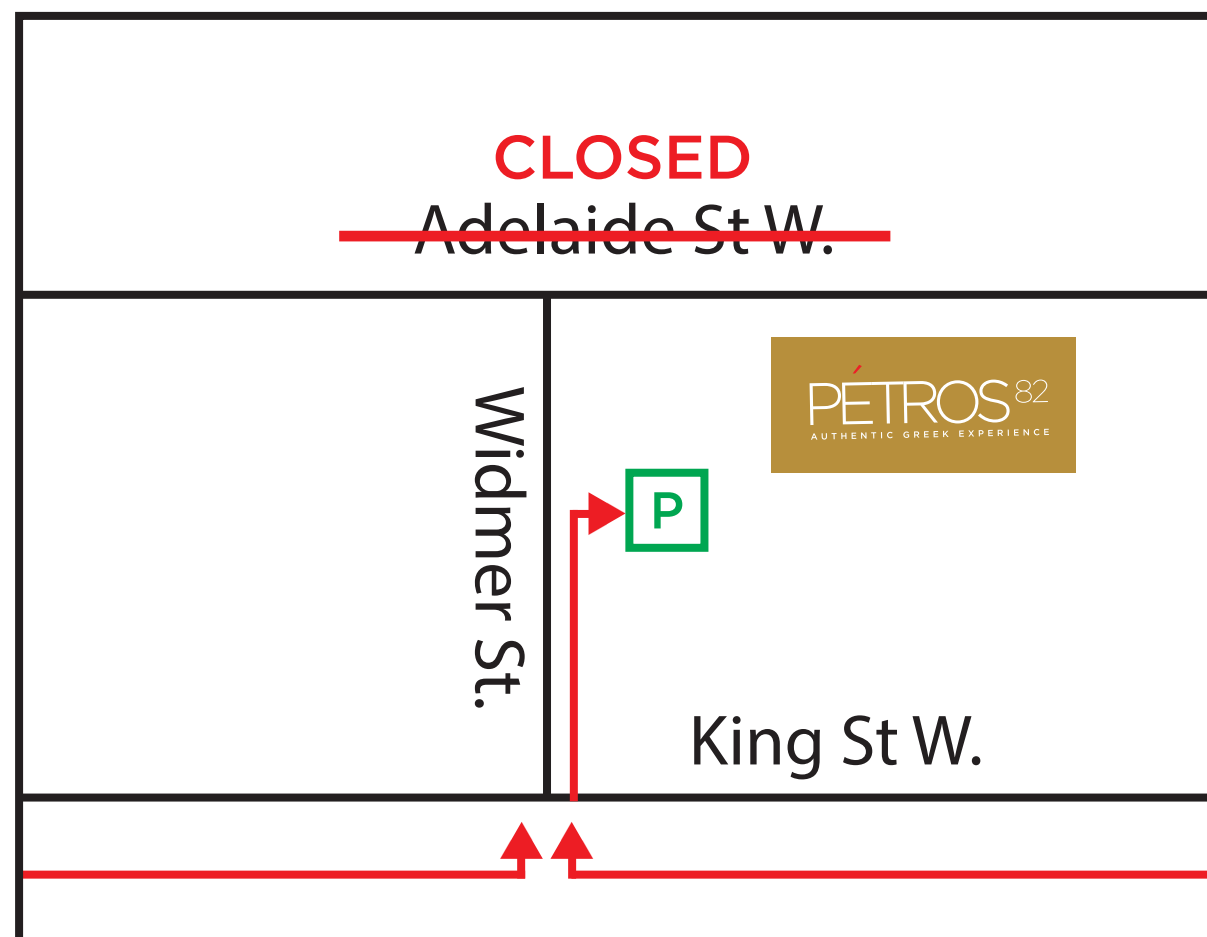 CLOSED
Adelaide St W.
PÉTROS 82
AUTHENTIC GREEK EXPERIENCE
Widmer St.
P
King St W.